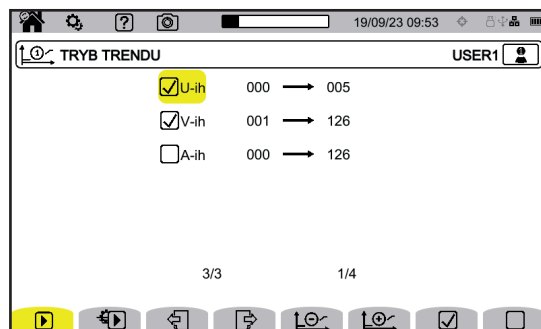 19/09/23 09:53
TRYB TRENDU USER1
U-ih 000 005
V-ih 001 126
A-ih 000 126
3/3 1/4